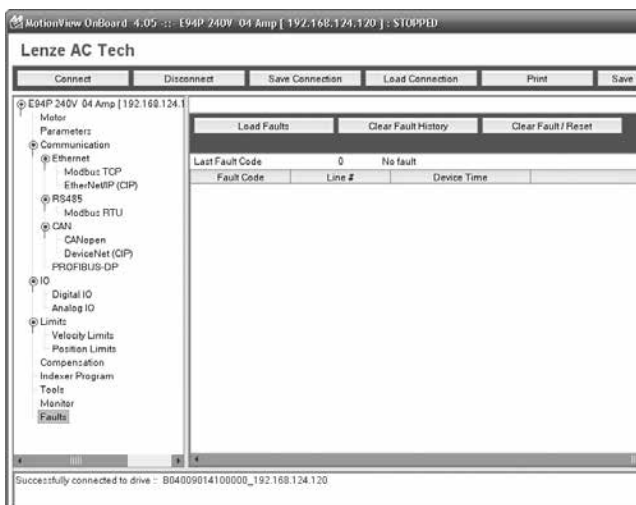 MotionView OnBoard 4.05 -::- E94P 240V 04 Amp [ 192.168.124.120 ] : STOPPED
Lenze AC Tech
Connect Disconnect Save Connection Load Connection Print Save
E94P 240V 04 Amp [192.168.124.1
Motor
Parameters
Communication
Ethernet
Modbus TCP
EtherNet/IP (CIP)
RS485
Modbus RTU
CAN
CANopen
DeviceNet (CIP)
PROFIBUS-DP
IO
Digital IO
Analog IO
Limits
Velocity Limits
Position Limits
Compensation
Indexer Program
Tools
Monitor
Faults
Load Faults Clear Fault History Clear Fault / Reset
Last Fault Code 0 No fault
Fault Code Line # Device Time
Successfully connected to drive :: B04009014100000_192.168.124.120